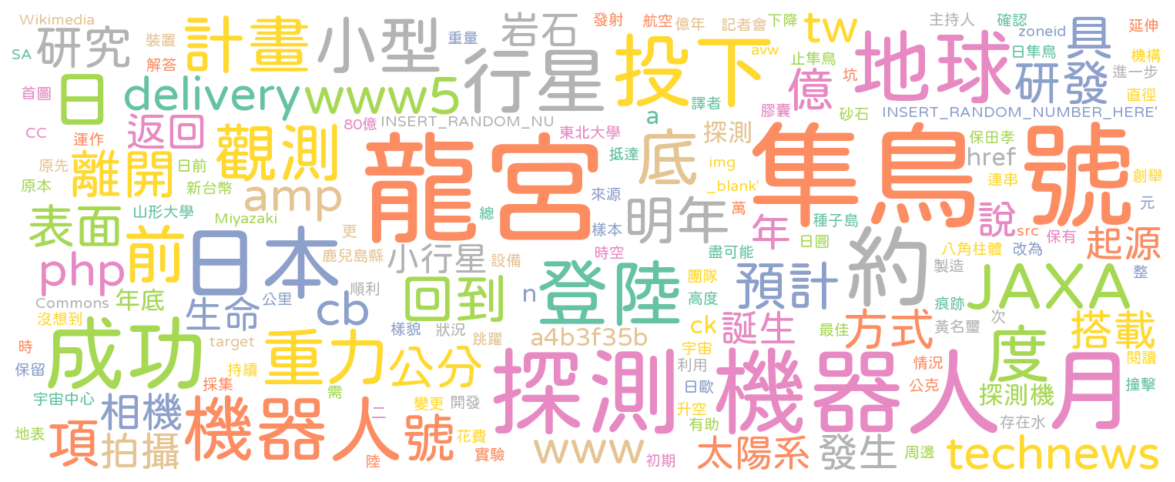 Wikimedia
研究
SA
裝置
解答
計畫
小型
重量
行星
岩石
發射
航空
億年
記者會
投下
avw
下降
止隼鳥
tw
主持人
確認
日隼鳥
zoneid
延伸
具
機構
地球
億
坑
研發
進一步
直徑
首圖
日
delivery
www5
譯者
膠囊
砂石
CC
返回
80億
INSERT_RANDOM_NU
a
INSERT_RANDOM_NUMBER_HERE'
運作
觀測
東北大學
抵達
底
探測
img
_blank'
保田孝
href
連串
創舉
原先
日前
離開
龍宮
隼鳥號
原本
新台幣
amp
來源
樣本
明年
萬
年
種子島
說
src
保有
元
表面
山形大學
Miyazaki
總
日圓
起源
前
日本
更
鹿兒島縣
時空
盡可能
約
八角柱體
改為
php
小行星
設備
登陸
團隊
高度
預計
製造
整
Commons
年底
生命
公里
順利
回到
n
痕跡
JAXA
沒想到
cb
樣貌
狀況
跳躍
a4b3f35b
宇宙
ck
誕生
最佳
方式
黃名璽
次
度
搭載
時
成功
target
重力
公分
利用
情況
閱讀
保留
採集
持續
日歐
探測機器人
月
公克
探測機
撞擊
宇宙中心
相機
需
變更
開發
升空
有助
存在水
地表
項
拍攝
機器人
二
號
花費
www
太陽系
發生
周邊
technews
陸
實驗
初期